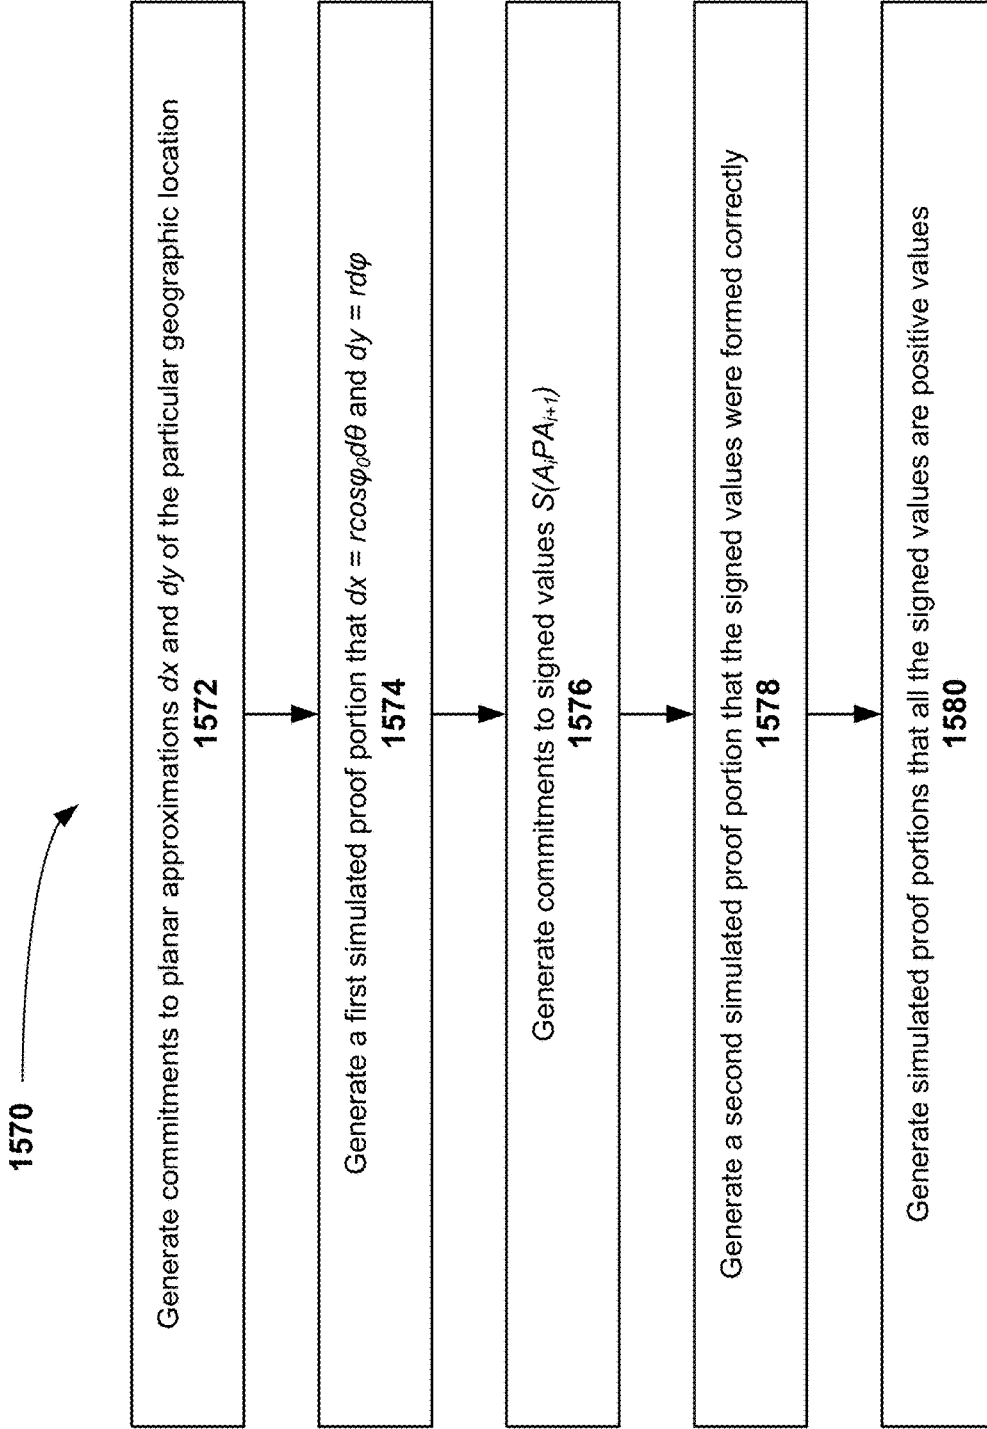 1570
Generate commitments to planar approximations dx and dy of the particular geographic location
1572
Generate a first simulated proof portion that dx = rcosφ₀dθ and dy = rdφ
1574
Generate commitments to signed values S(AᵢPAᵢ₊₁)
1576
Generate a second simulated proof portion that the signed values were formed correctly
1578
Generate simulated proof portions that all the signed values are positive values
1580